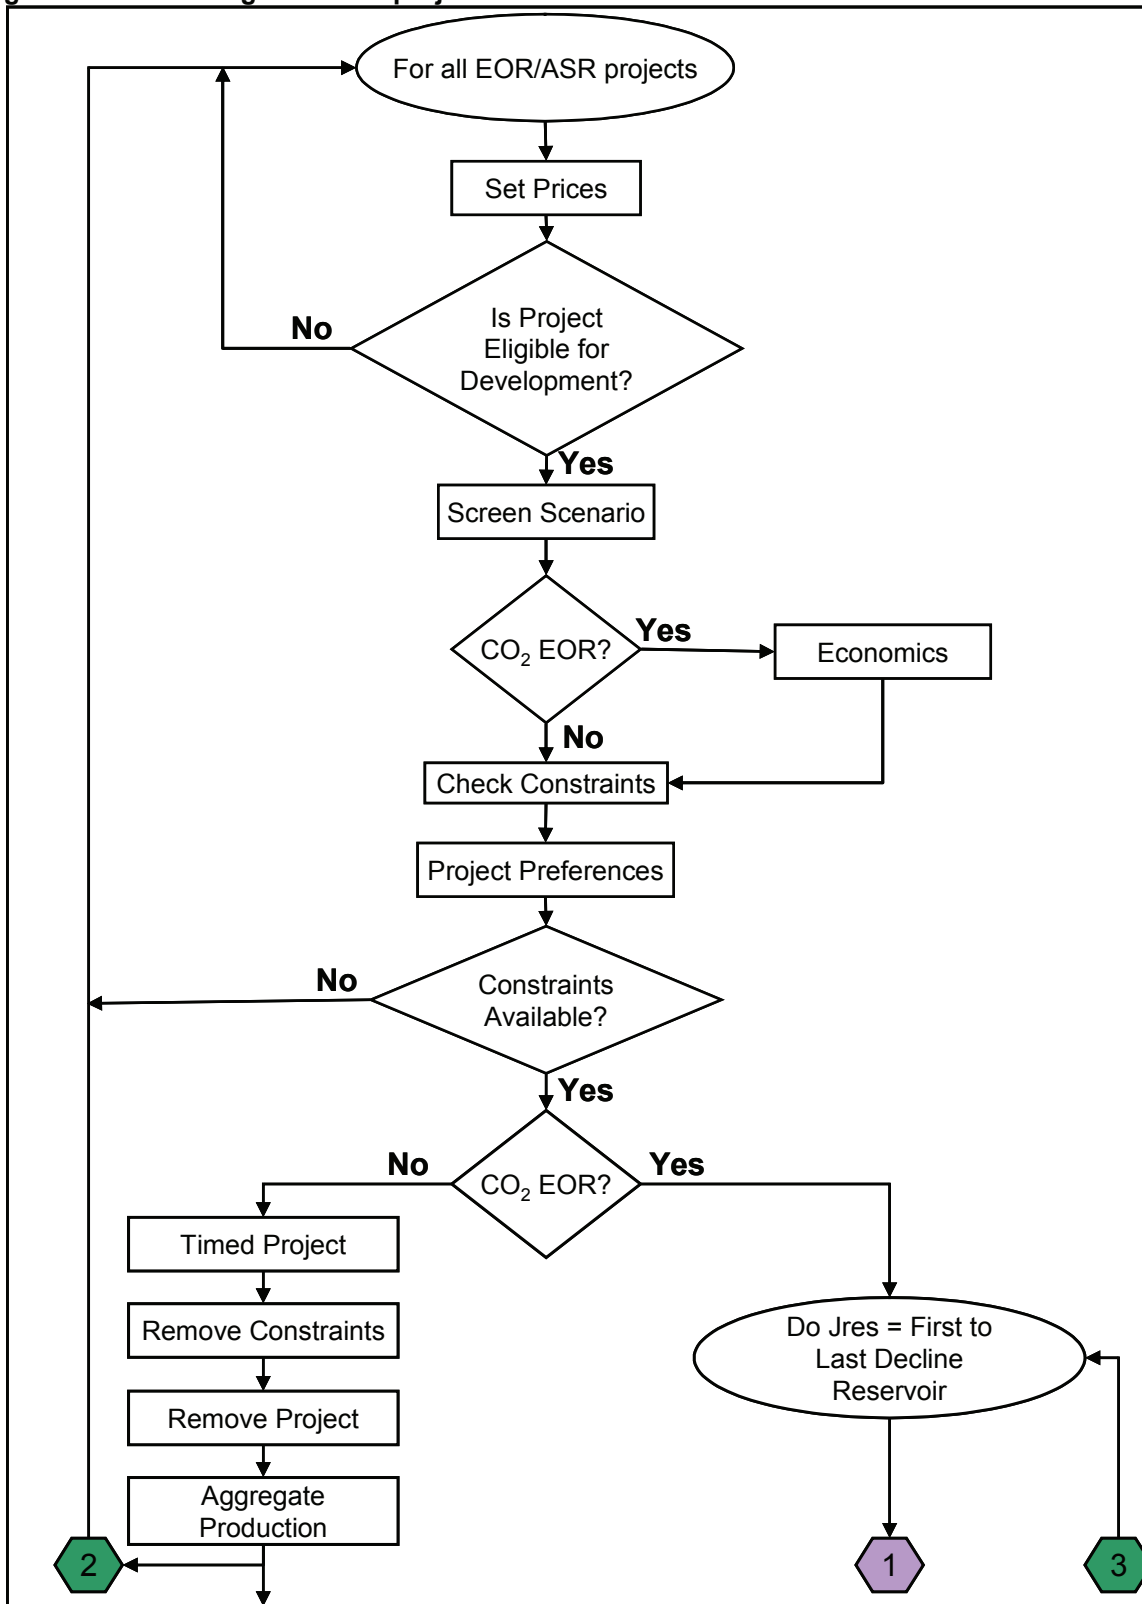 For all EOR/ASR projects
Set Prices
No
Is Project
Eligible for
Development?
Yes
Screen Scenario
CO₂ EOR?
Yes
Economics
No
Check Constraints
Project Preferences
No
Constraints
Available?
Yes
No
CO₂ EOR?
Yes
Timed Project
Remove Constraints
Do Jres = First to
Last Decline
Reservoir
Remove Project
Aggregate
Production
2
1
3